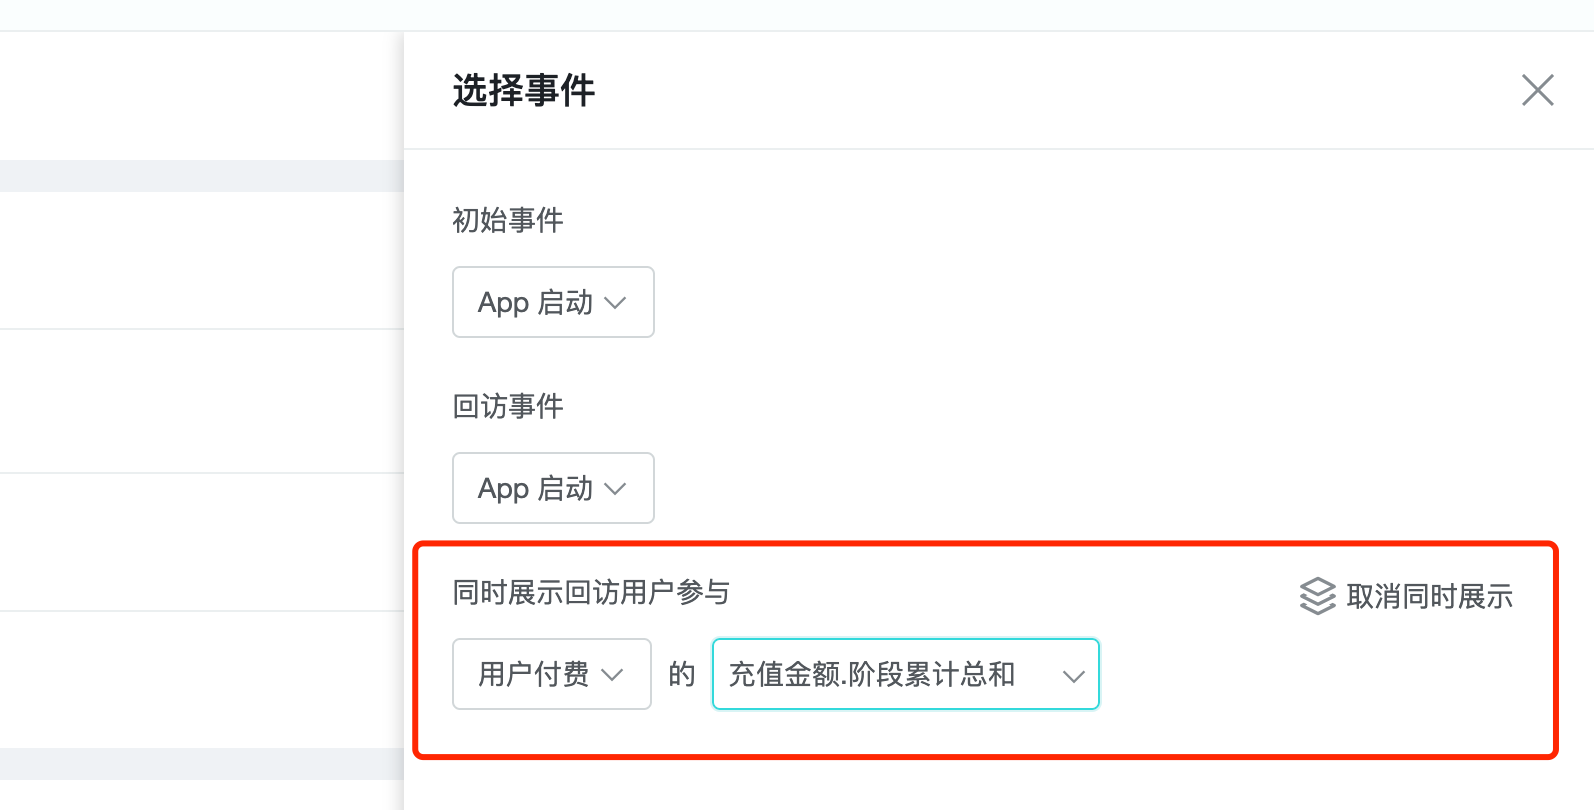 选择事件
初始事件
App 启动
回访事件
App 启动
同时展示回访用户参与
取消同时展示
用户付费 的 充值金额.阶段累计总和